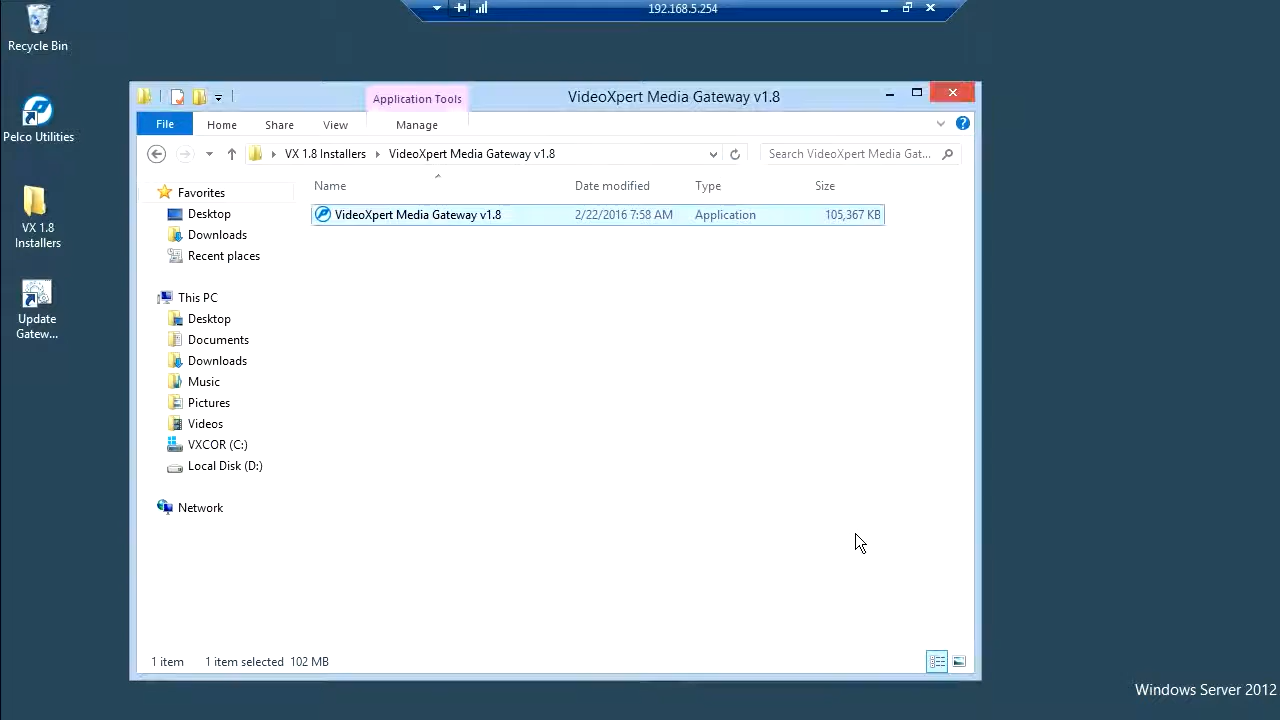 192.168.5.254
Recycle Bin
Pelco Utilities
VX 1.8
Installers
Update
Gatew...
Application Tools
VideoXpert Media Gateway v1.8
File
Home
Share
View
Manage
VX 1.8 Installers
VideoXpert Media Gateway v1.8
Search VideoXpert Media Gat...
Name
Date modified
Type
Size
VideoXpert Media Gateway v1.8
2/22/2016 7:58 AM
Application
105,367 KB
Favorites
Desktop
Downloads
Recent places
This PC
Desktop
Documents
Downloads
Music
Pictures
Videos
VXCOR (C:)
Local Disk (D:)
Network
1 item
1 item selected 102 MB
Windows Server 2012